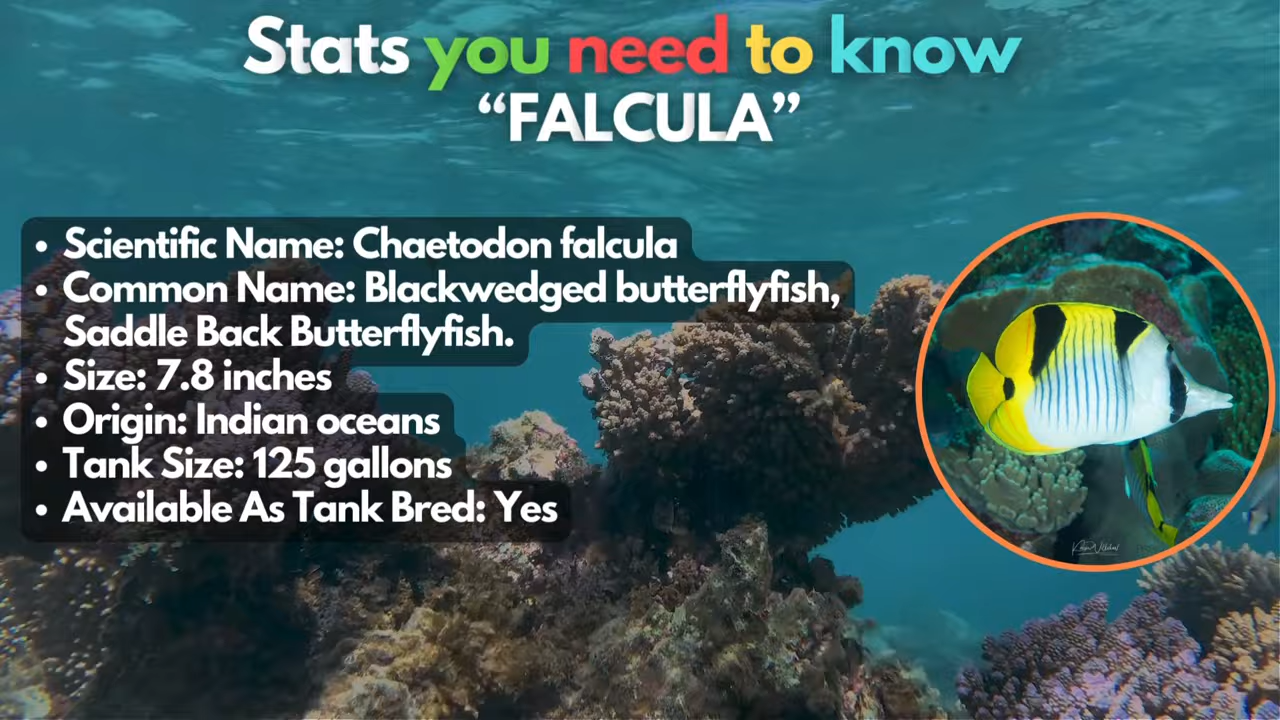 Stats you need to know
“FALCULA”
• Scientific Name: Chaetodon falcula
• Common Name: Blackwedged butterflyfish,
Saddle Back Butterflyfish.
• Size: 7.8 inches
• Origin: Indian oceans
• Tank Size: 125 gallons
• Available As Tank Bred: Yes